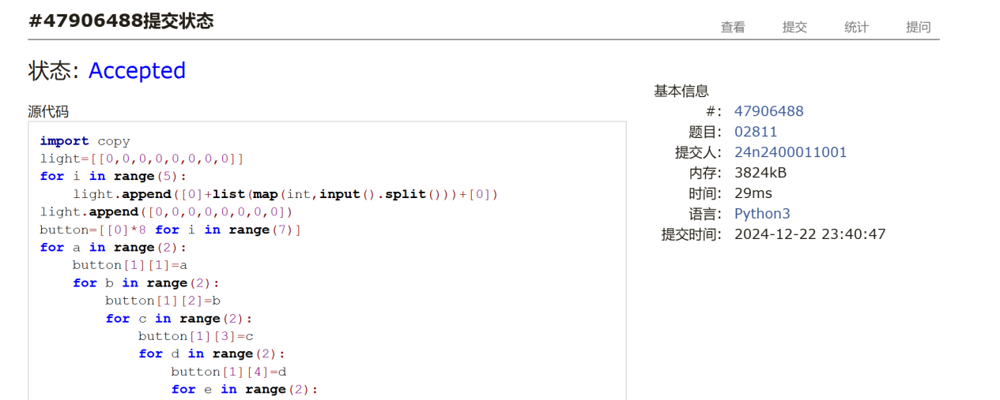 #47906488提交状态
查看 提交 统计 提问
状态: Accepted
源代码
import copy
light=[[0,0,0,0,0,0,0,0]]
for i in range(5):
    light.append([0]+list(map(int,input().split()))+[0])
light.append([0,0,0,0,0,0,0,0])
button=[[0]*8 for i in range(7)]
for a in range(2):
    button[1][1]=a
    for b in range(2):
        button[1][2]=b
        for c in range(2):
            button[1][3]=c
            for d in range(2):
                button[1][4]=d
                for e in range(2):
基本信息
#: 47906488
题目: 02811
提交人: 24n2400011001
内存: 3824kB
时间: 29ms
语言: Python3
提交时间: 2024-12-22 23:40:47